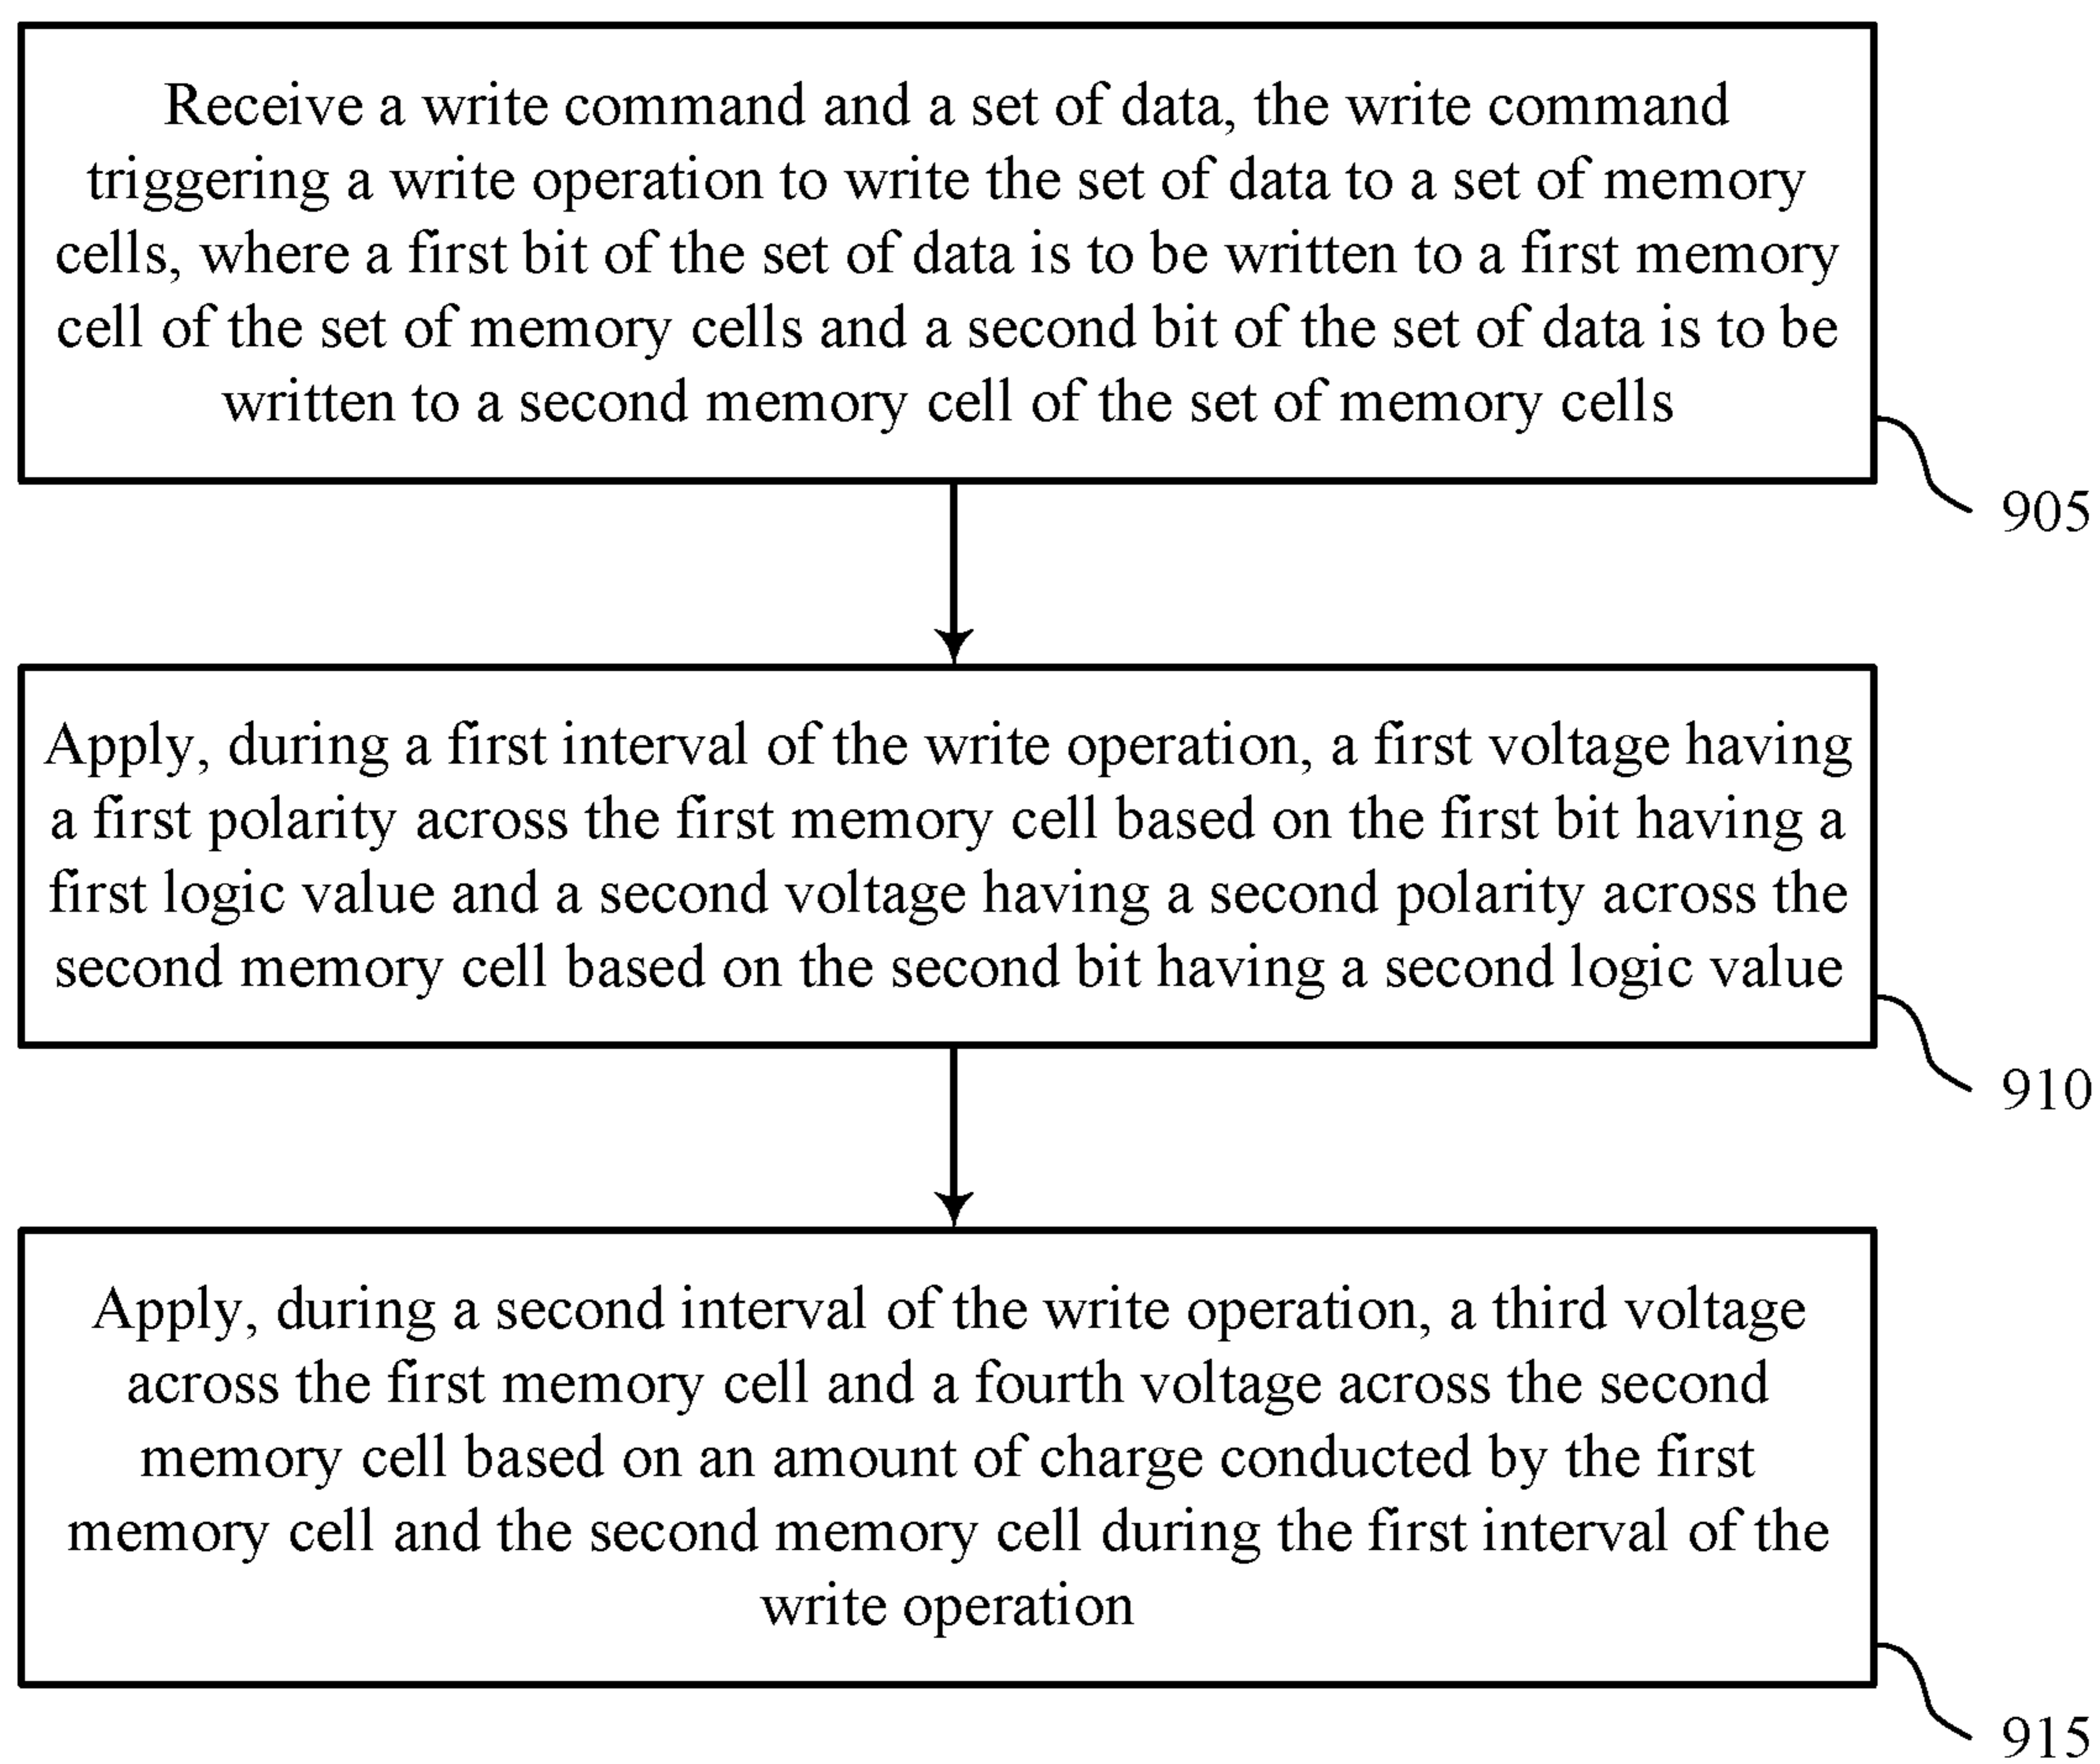 Receive a write command and a set of data, the write command
triggering a write operation to write the set of data to a set of memory
cells, where a first bit of the set of data is to be written to a first memory
cell of the set of memory cells and a second bit of the set of data is to be
written to a second memory cell of the set of memory cells
905
Apply, during a first interval of the write operation, a first voltage having
a first polarity across the first memory cell based on the first bit having a
first logic value and a second voltage having a second polarity across the
second memory cell based on the second bit having a second logic value
910
Apply, during a second interval of the write operation, a third voltage
across the first memory cell and a fourth voltage across the second
memory cell based on an amount of charge conducted by the first
memory cell and the second memory cell during the first interval of the
write operation
915